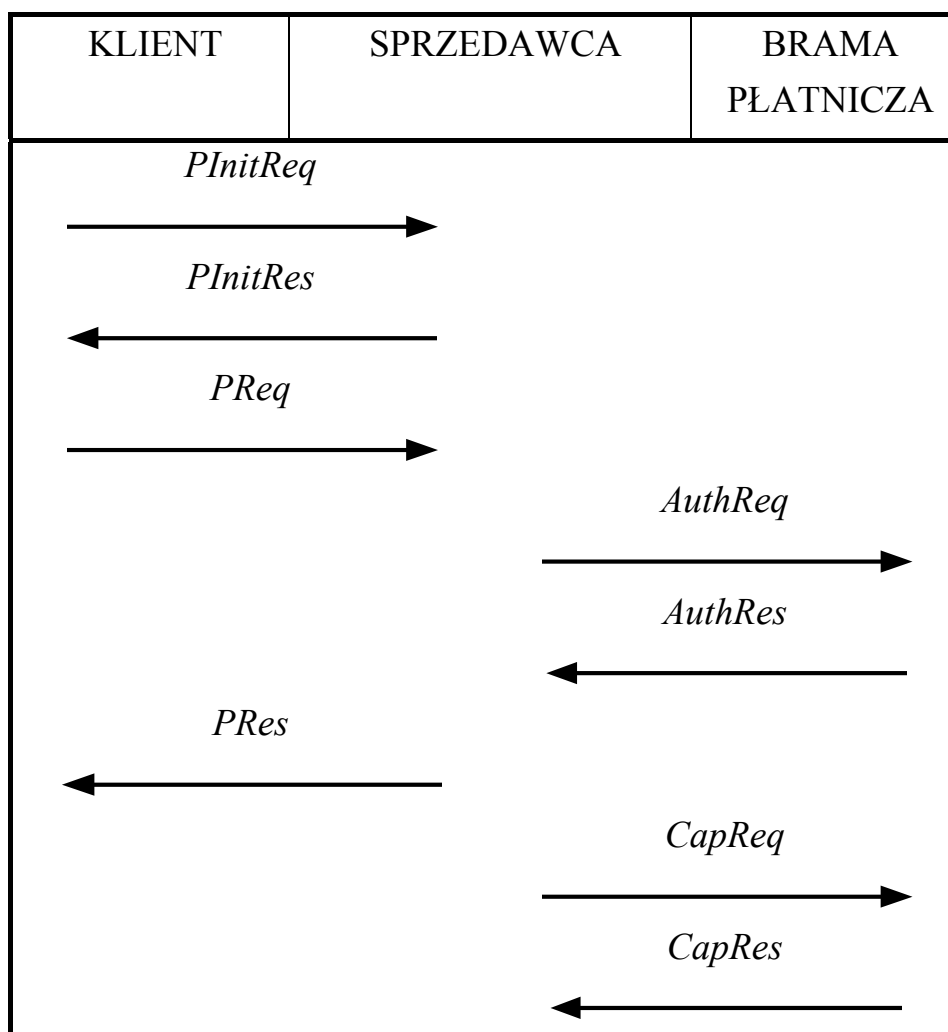 KLIENT
SPRZEDAWCA
BRAMA
PŁATNICZA
PInitReq
PInitRes
PReq
AuthReq
AuthRes
PRes
CapReq
CapRes